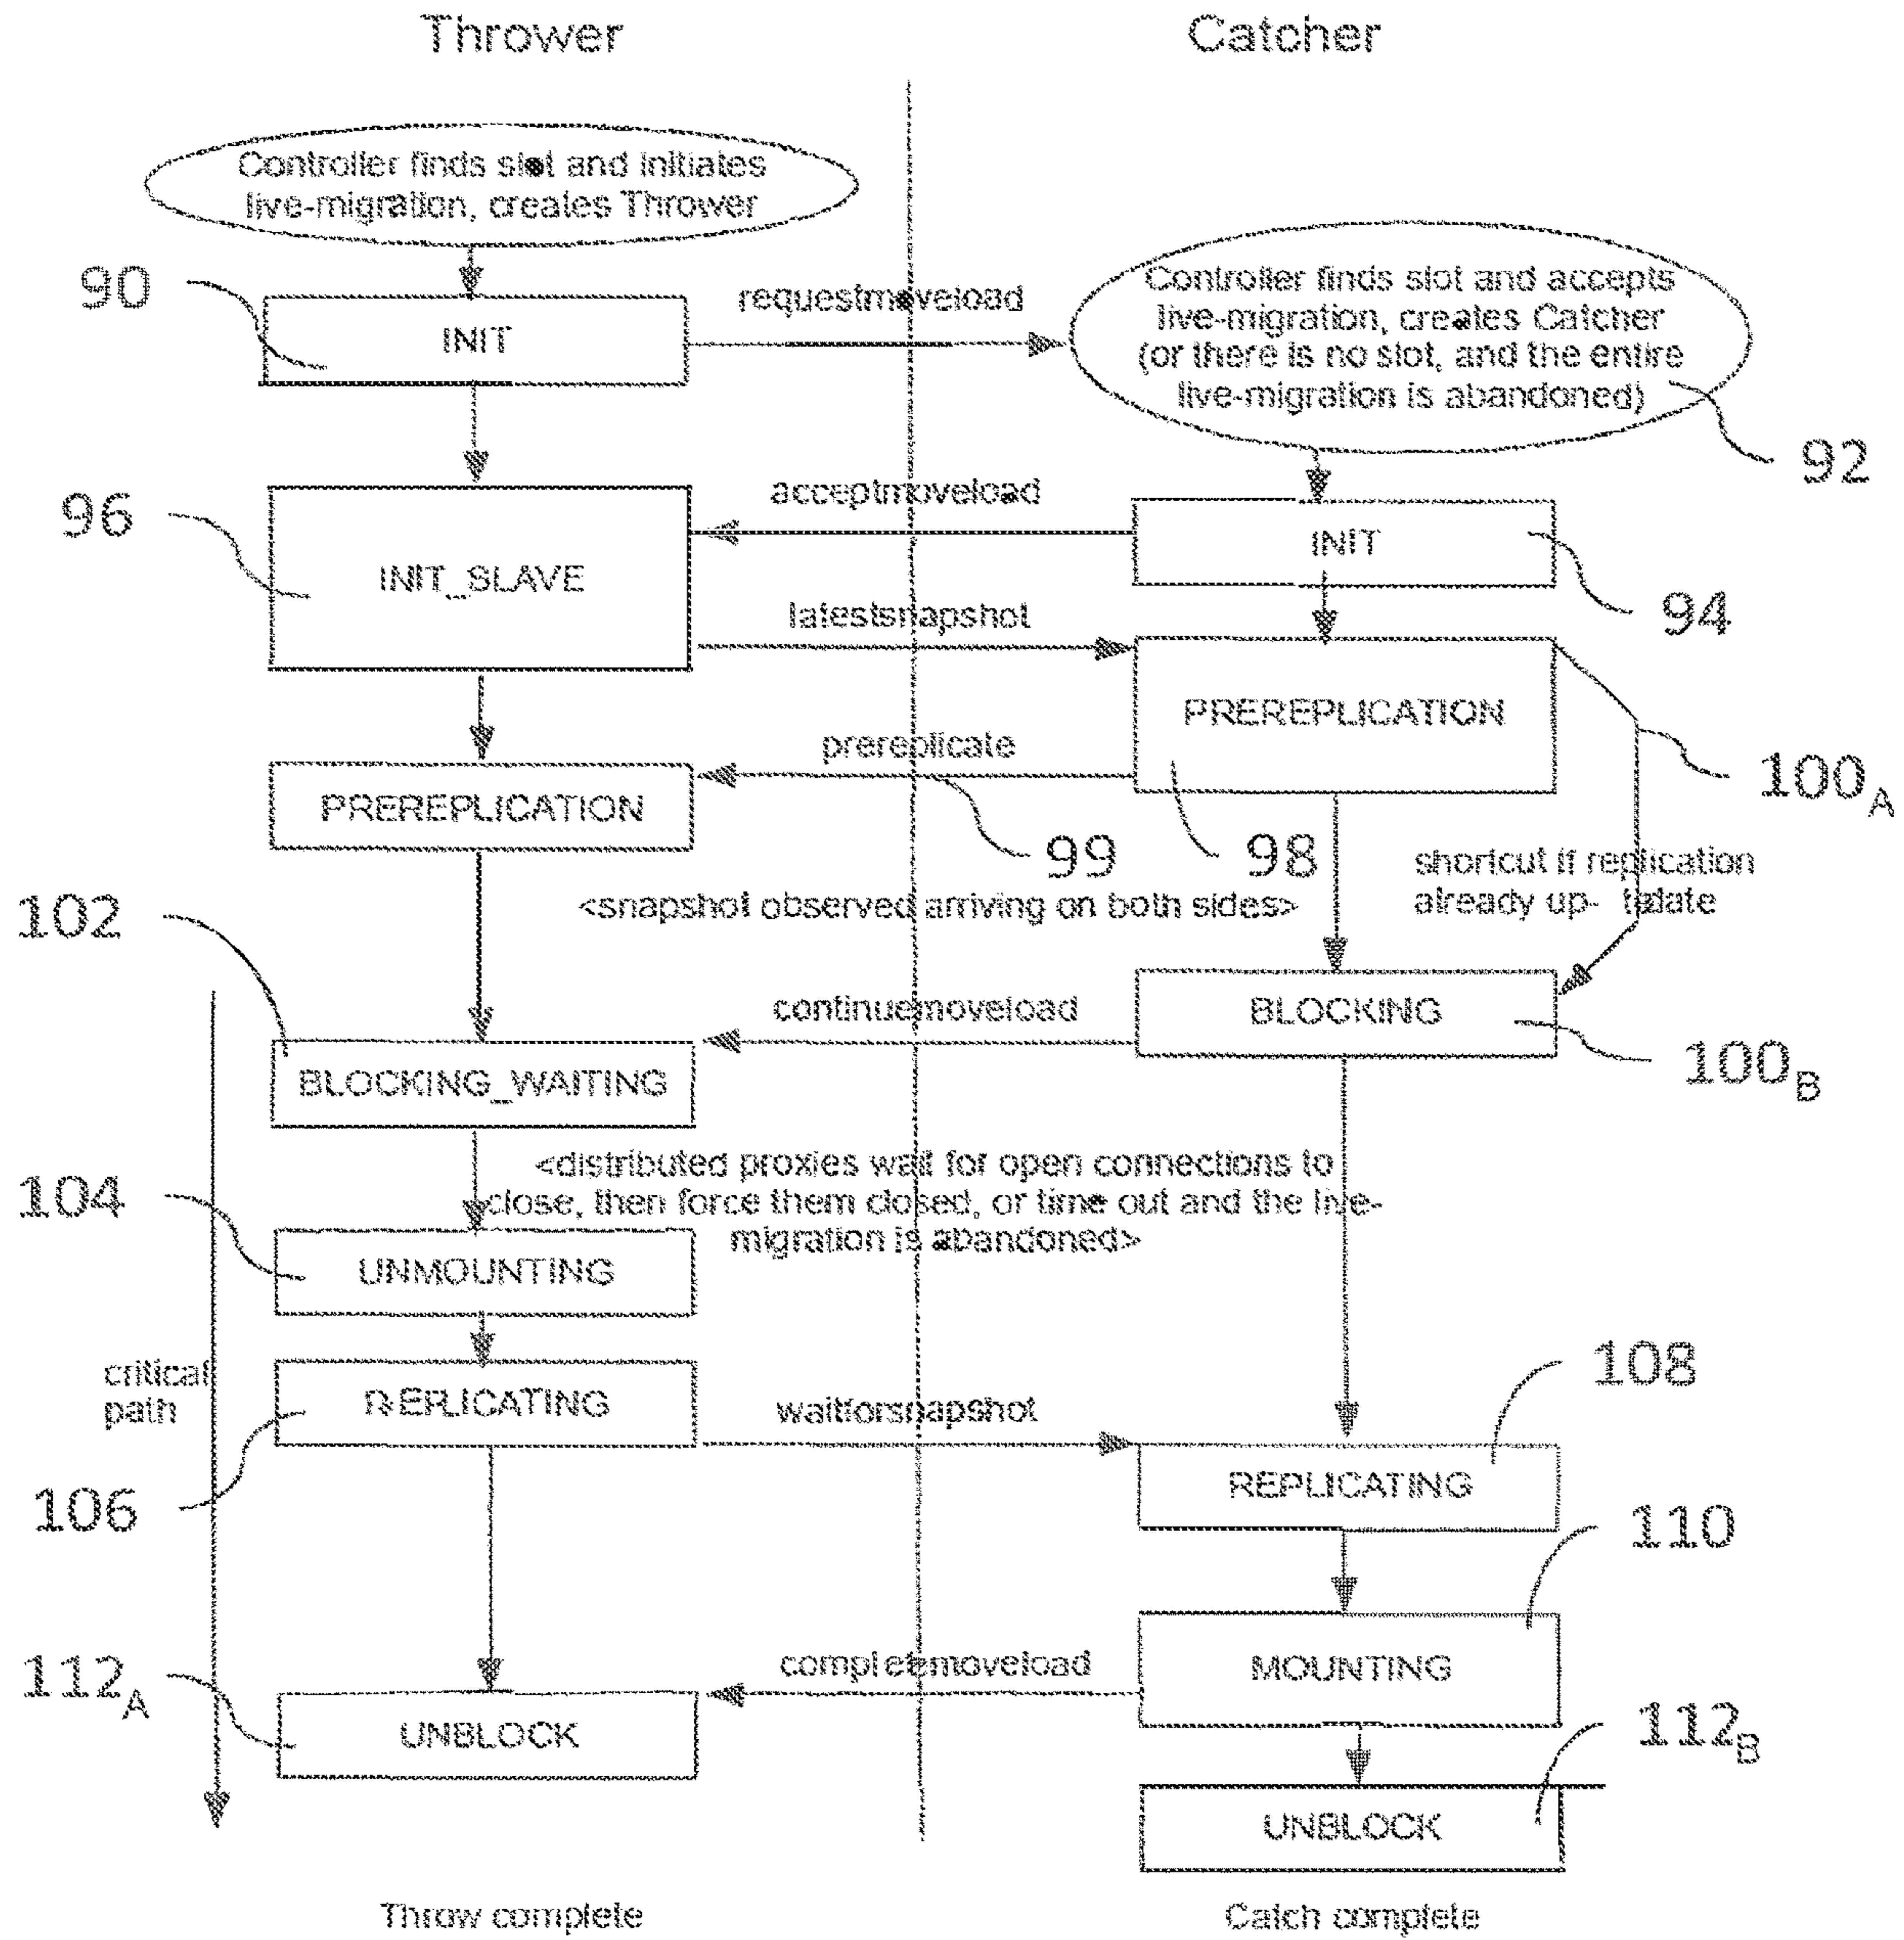 Thrower
Catcher
Controller finds slot and initiates
live-migration, creates Thrower
90
INIT
requestmoveload
Controller finds slot and accepts
live-migration, creates Catcher
(or there is no slot, and the entire
live-migration is abandoned)
92
96
INIT_SLAVE
acceptmoveload
INIT
94
latestsnapshot
PREREPLICATION
100A
prereplicate
PREREPLICATION
99
98
shortcut if replication
already up- todate
<snapshot observed arriving on both sides>
102
continuemoveload
BLOCKING
100B
BLOCKING_WAITING
<distributed proxies wait for open connections to
close, then force them closed, or time out and the live-
migration is abandoned>
104
UNMOUNTING
critical
path
REPLICATING
106
waitforsnapshot
108
REPLICATING
110
112A
completemoveload
MOUNTING
UNBLOCK
112B
UNBLOCK
Throw complete
Catch complete